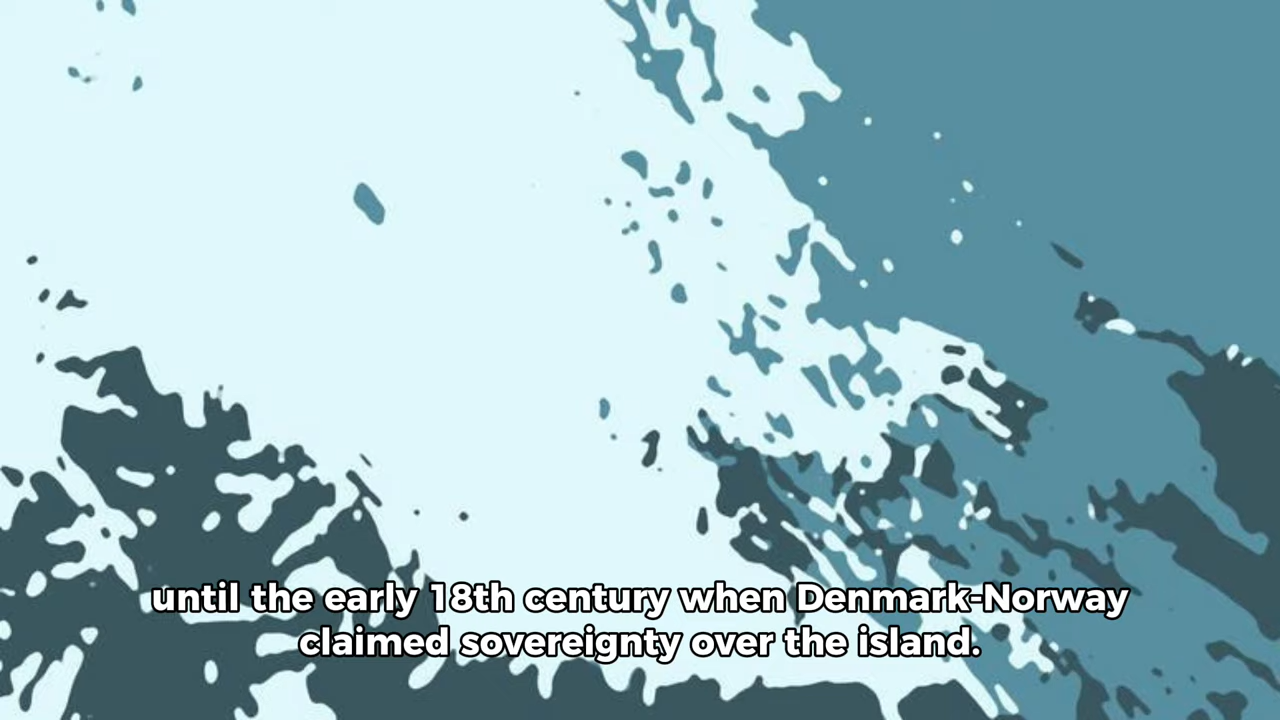 until the early 18th century when Denmark-Norway
claimed sovereignty over the island.